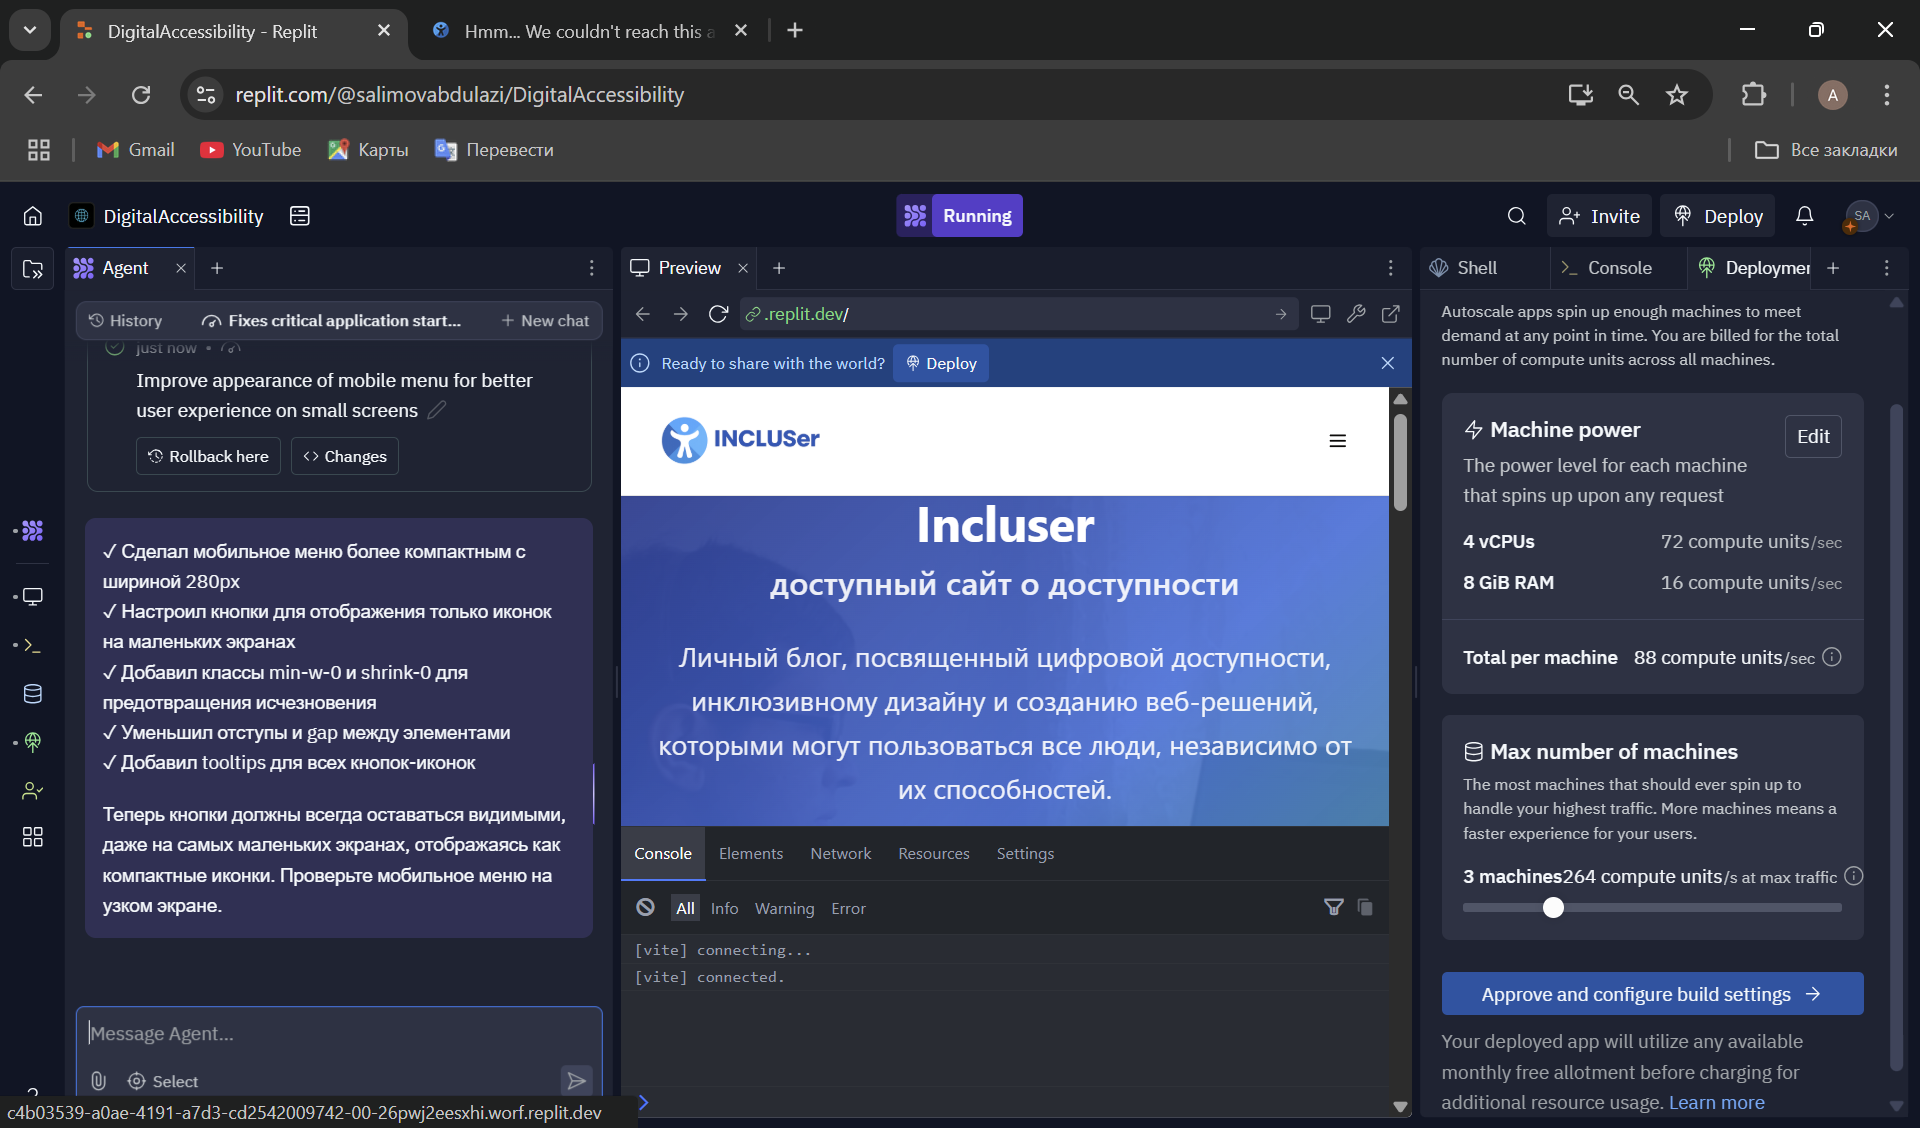 DigitalAccessibility - Replit
Hmm... We couldn't reach this a
replit.com/@salimovabdulazi/DigitalAccessibility
A
Gmail
YouTube
Карты
Перевести
Все закладки
DigitalAccessibility
Running
Invite
Deploy
SA
Agent
Preview
Shell
Console
Deploymer
History
Fixes critical application start...
New chat
.replit.dev/
just now •
Improve appearance of mobile menu for better
user experience on small screens
Rollback here
<> Changes
✓ Сделал мобильное меню более компактным с
шириной 280px
✓ Настроил кнопки для отображения только иконок
на маленьких экранах
✓ Добавил классы min-w-0 и shrink-0 для
предотвращения исчезновения
✓ Уменьшил отступы и gap между элементами
✓ Добавил tooltips для всех кнопок-иконок
Теперь кнопки должны всегда оставаться видимыми,
даже на самых маленьких экранах, отображаясь как
компактные иконки. Проверьте мобильное меню на
узком экране.
Message Agent...
Select
c4b03539-a0ae-4191-a7d3-cd2542009742-00-26pwj2eesxhi.worf.replit.dev
Ready to share with the world?
Deploy
INCLUSer
Incluser
доступный сайт о доступности
Личный блог, посвященный цифровой доступности,
инклюзивному дизайну и созданию веб-решений,
которыми могут пользоваться все люди, независимо от
их способностей.
Console
Elements
Network
Resources
Settings
All
Info
Warning
Error
[vite] connecting...
[vite] connected.
Autoscale apps spin up enough machines to meet
demand at any point in time. You are billed for the total
number of compute units across all machines.
Machine power
Edit
The power level for each machine
that spins up upon any request
4 vCPUs
72 compute units/sec
8 GiB RAM
16 compute units/sec
Total per machine
88 compute units/sec
Max number of machines
The most machines that should ever spin up to
handle your highest traffic. More machines means a
faster experience for your users.
3 machines264 compute units/s at max traffic
Approve and configure build settings →
Your deployed app will utilize any available
monthly free allotment before charging for
additional resource usage. Learn more